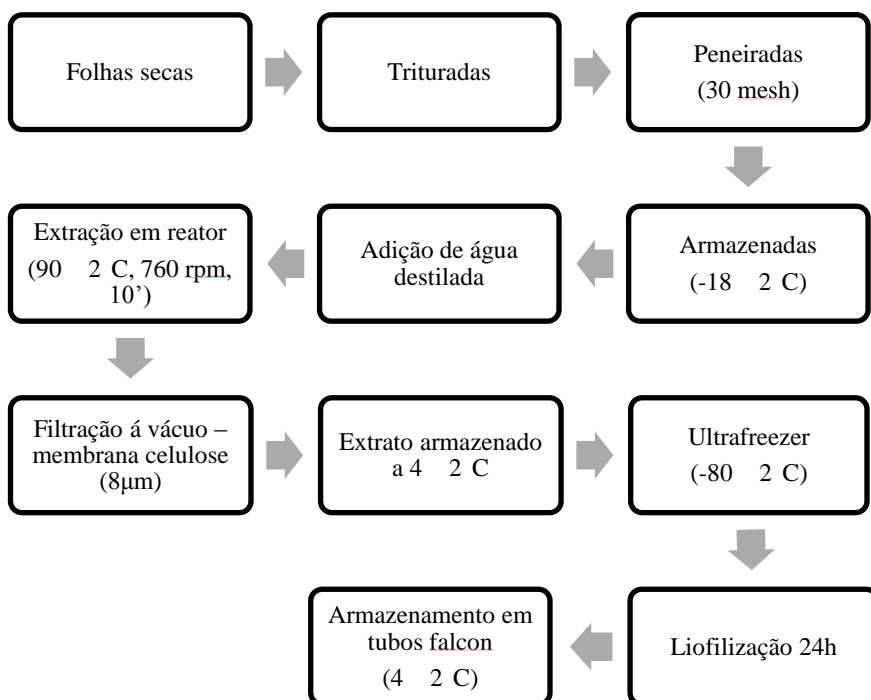 Folhas secas
Trituradas
Peneiradas
(30 mesh)
Armazenadas
(-18 2 C)
Adição de água
destilada
Extração em reator
(90 2 C, 760 rpm,
10’)
Filtração á vácuo –
membrana celulose
(8μm)
Extrato armazenado
a 4 2 C
Ultrafreezer
(-80 2 C)
Liofilização 24h
Armazenamento em
tubos falcon
(4 2 C)